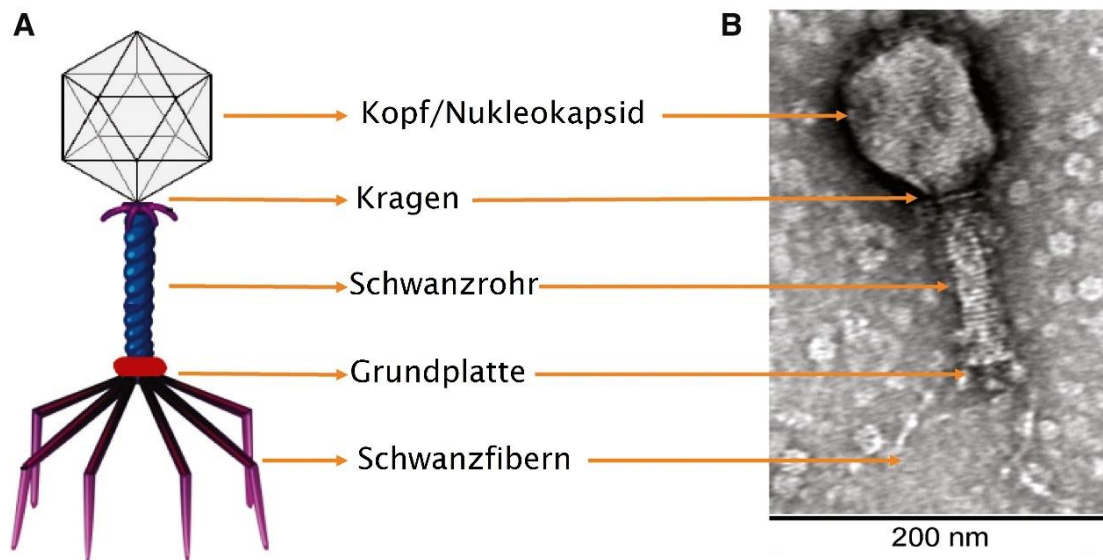 A
B
Kopf/Nukleokapsid
Kragen
Schwanzrohr
Grundplatte
Schwanzfibern
200 nm